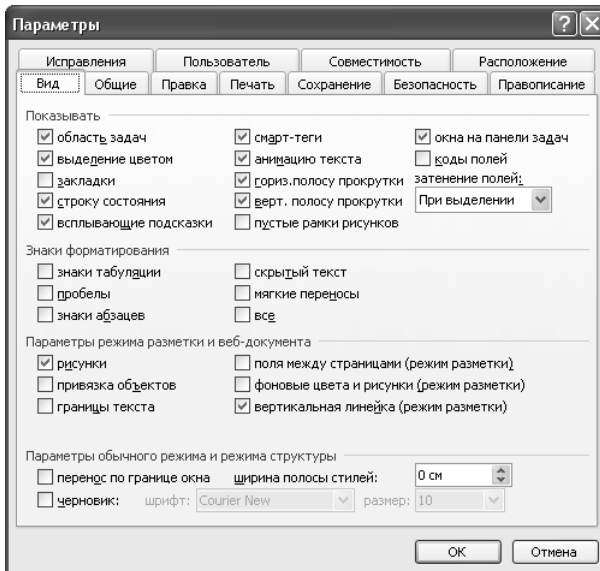 Параметры
Исправления Пользователь Совместимость Расположение
Вид Общие Правка Печать Сохранение Безопасность Правописание
Показывать
область задач смарт-теги окна на панели задач
выделение цветом анимацию текста коды полей
закладки гориз.полосу прокрутки затенение полей:
строку состояния верт. полосу прокрутки При выделении
всплывающие подсказки пустые рамки рисунков
Знаки форматирования
знаки табуляции скрытый текст
пробелы мягкие переносы
знаки абзацев все
Параметры режима разметки и веб-документа
рисунки поля между страницами (режим разметки)
привязка объектов фоновые цвета и рисунки (режим разметки)
границы текста вертикальная линейка (режим разметки)
Параметры обычного режима и режима структуры
перенос по границе окна ширина полосы стилей: 0 см
черновик: шрифт: Courier New размер: 10
ОК Отмена